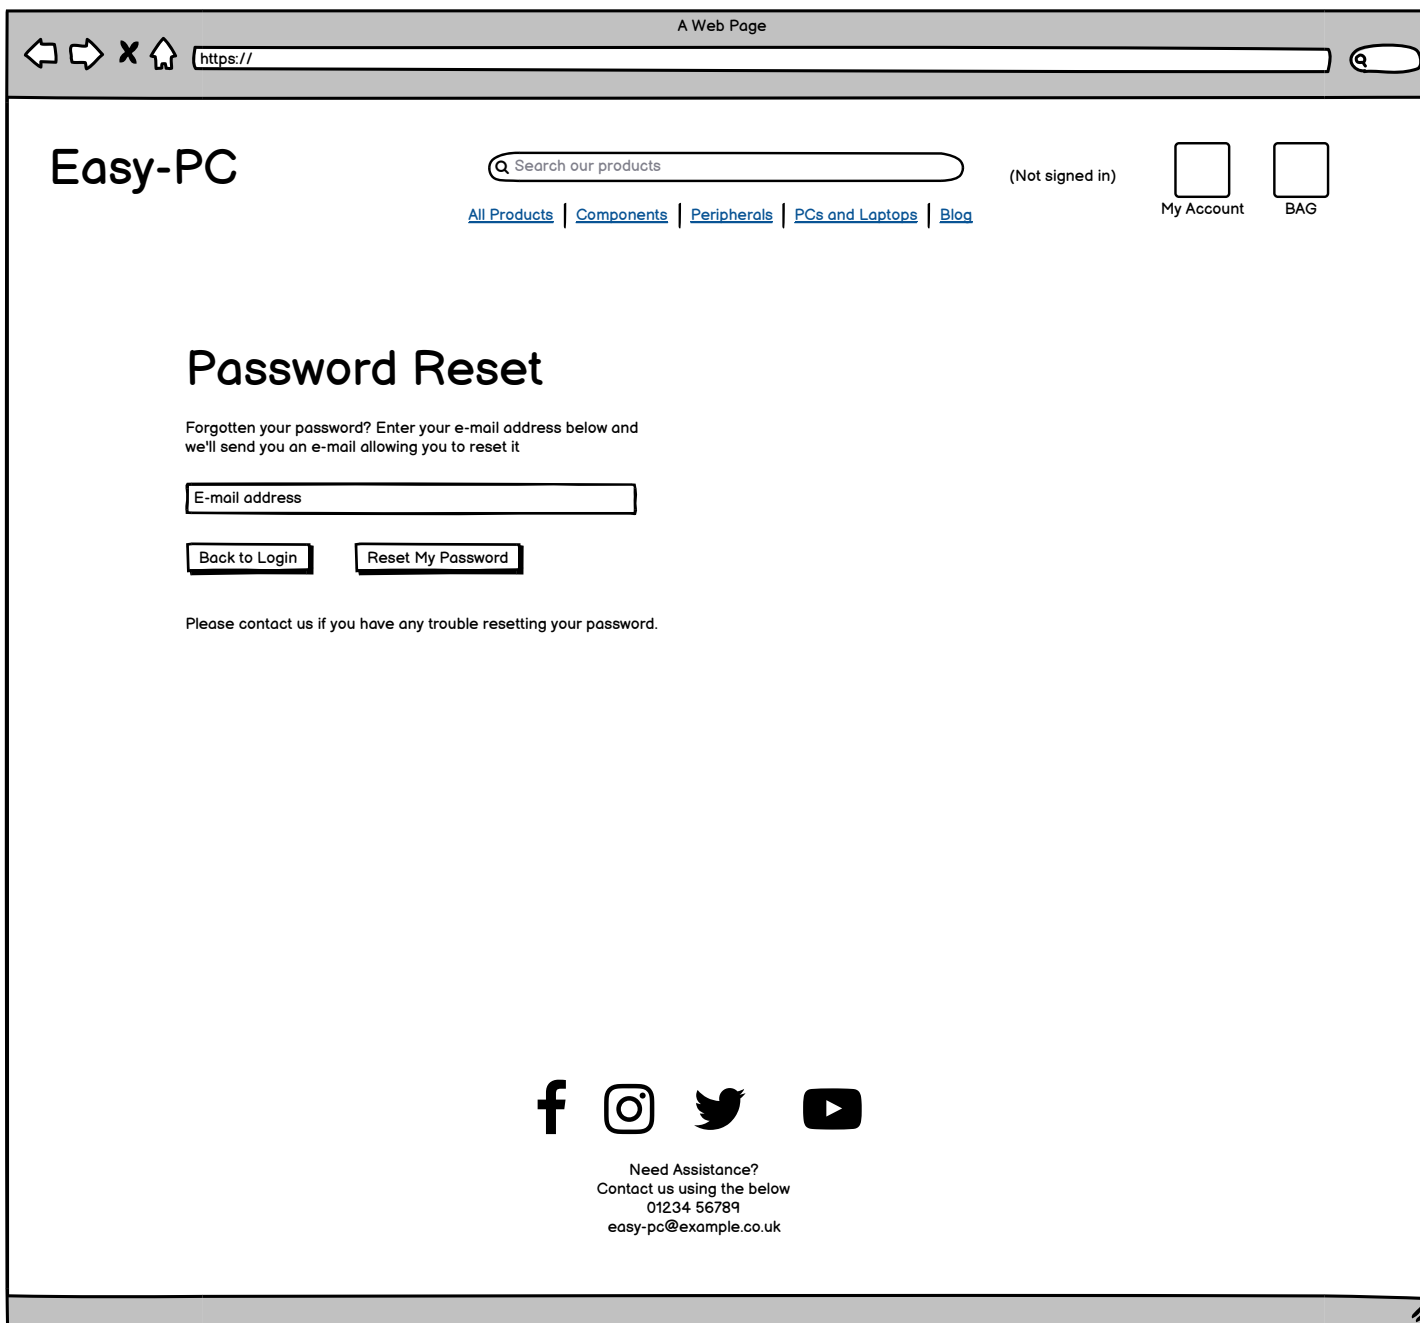 A Web Page
https://
Easy-PC
Search our products
(Not signed in)
My Account
BAG
All Products
Components
Peripherals
PCs and Laptops
Blog
Password Reset
Forgotten your password? Enter your e-mail address below and
we'll send you an e-mail allowing you to reset it
E-mail address
Back to Login
Reset My Password
Please contact us if you have any trouble resetting your password.
Need Assistance?
Contact us using the below
01234 56789
easy-pc@example.co.uk